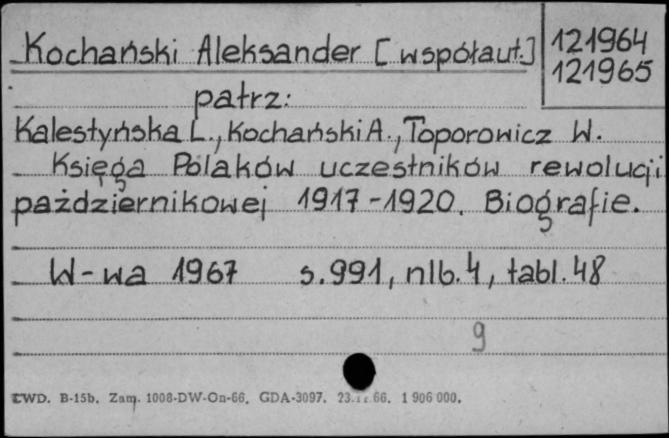 Kochański Aleksander [współaut.]
121964
121965
patrz:
Kalestyńska L., Kochański A., Toporowicz W.
Księga Polaków uczestników rewolucji
październikowej 1917-1920. Biografie.
W-wa 1967 s. 991, nlb. 4, tabl. 48
9
CWD. B-15b. Zam. 1008-DW-On-66. GDA-3097. 66. 1 906 000.